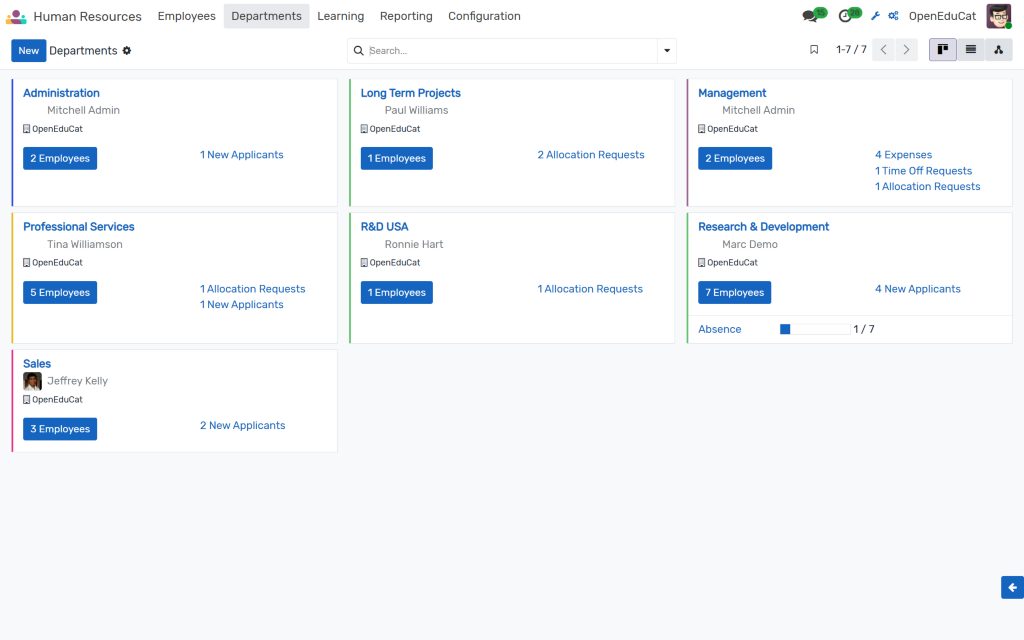 Human Resources Employees Departments Learning Reporting Configuration 15 28 OpenEduCat
New Departments Search... 1-7 / 7
Administration
Mitchell Admin
OpenEduCat
2 Employees 1 New Applicants
Long Term Projects
Paul Williams
OpenEduCat
1 Employees 2 Allocation Requests
Management
Mitchell Admin
OpenEduCat
2 Employees 4 Expenses
1 Time Off Requests
1 Allocation Requests
Professional Services
Tina Williamson
OpenEduCat
5 Employees 1 Allocation Requests
1 New Applicants
R&D USA
Ronnie Hart
OpenEduCat
1 Employees 1 Allocation Requests
Research & Development
Marc Demo
OpenEduCat
7 Employees 4 New Applicants
Absence 1 / 7
Sales
Jeffrey Kelly
OpenEduCat
3 Employees 2 New Applicants